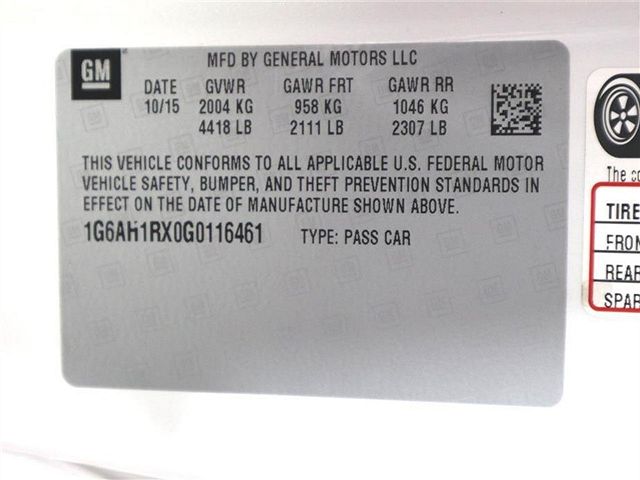 GM
MFD BY GENERAL MOTORS LLC
DATE GVWR GAWR FRT GAWR RR
10/15 2004 KG 958 KG 1046 KG
4418 LB 2111 LB 2307 LB
THIS VEHICLE CONFORMS TO ALL APPLICABLE U.S. FEDERAL MOTOR
VEHICLE SAFETY, BUMPER, AND THEFT PREVENTION STANDARDS IN
EFFECT ON THE DATE OF MANUFACTURE SHOWN ABOVE.
1G6AH1RX0G0116461 TYPE: PASS CAR
The co
TIRE
FRON
REAR
SPAR